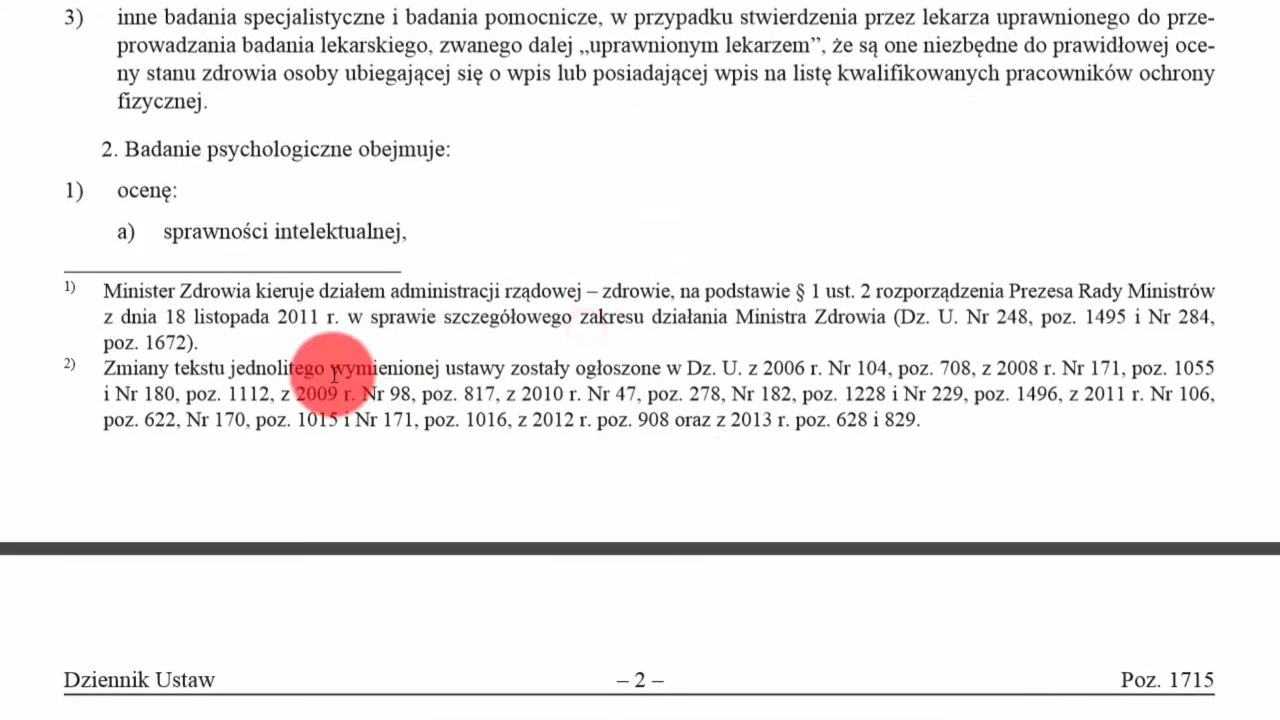 3) inne badania specjalistyczne i badania pomocnicze, w przypadku stwierdzenia przez lekarza uprawnionego do prze-
prowadzania badania lekarskiego, zwanego dalej „uprawnionym lekarzem”, że są one niezbędne do prawidłowej oce-
ny stanu zdrowia osoby ubiegającej się o wpis lub posiadającej wpis na listę kwalifikowanych pracowników ochrony
fizycznej.
2. Badanie psychologiczne obejmuje:
1) ocenę:
a) sprawności intelektualnej,
1) Minister Zdrowia kieruje działem administracji rządowej – zdrowie, na podstawie § 1 ust. 2 rozporządzenia Prezesa Rady Ministrów
z dnia 18 listopada 2011 r. w sprawie szczegółowego zakresu działania Ministra Zdrowia (Dz. U. Nr 248, poz. 1495 i Nr 284,
poz. 1672).
2) Zmiany tekstu jednolitego wymienionej ustawy zostały ogłoszone w Dz. U. z 2006 r. Nr 104, poz. 708, z 2008 r. Nr 171, poz. 1055
i Nr 180, poz. 1112, z 2009 r. Nr 98, poz. 817, z 2010 r. Nr 47, poz. 278, Nr 182, poz. 1228 i Nr 229, poz. 1496, z 2011 r. Nr 106,
poz. 622, Nr 170, poz. 1015 i Nr 171, poz. 1016, z 2012 r. poz. 908 oraz z 2013 r. poz. 628 i 829.
Dziennik Ustaw – 2 – Poz. 1715